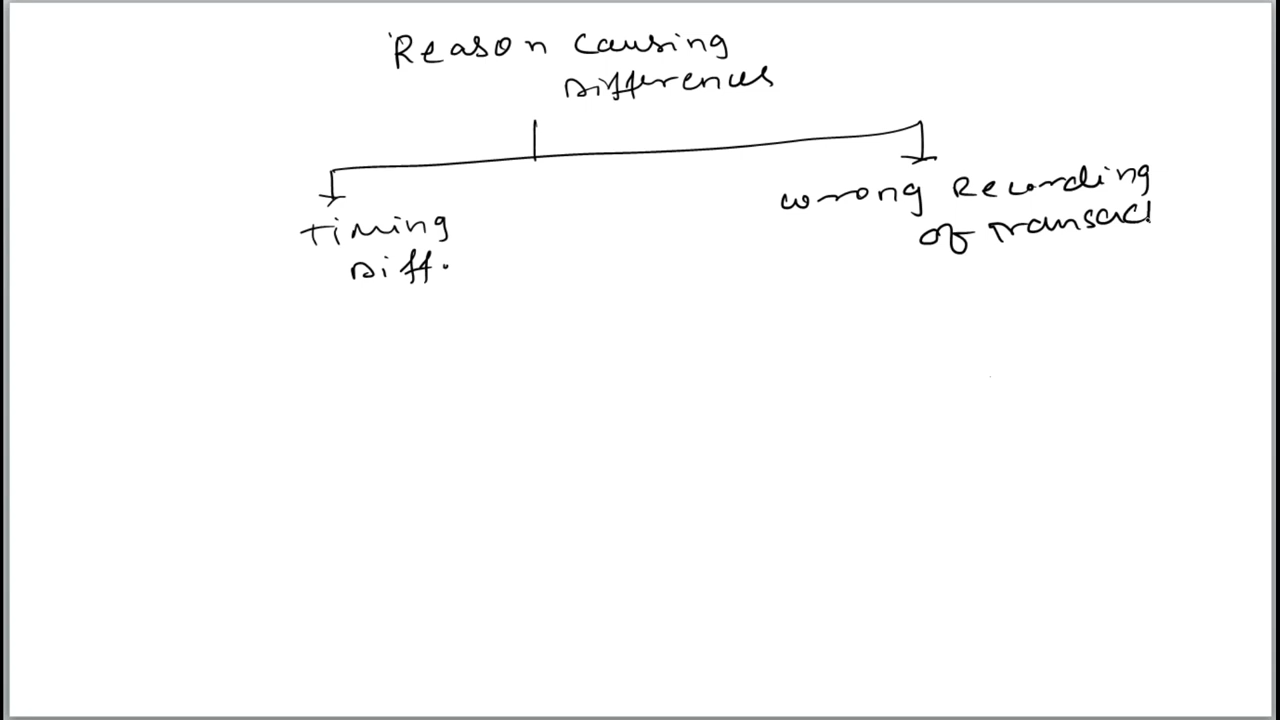 Reason Causing
Differences
Timing
Diff.
Wrong Recording
of Transact